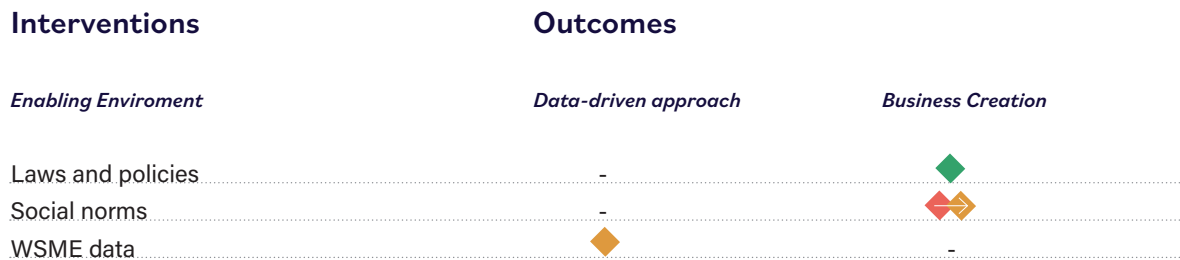 Interventions Outcomes
Enabling Enviroment Data-driven approach Business Creation
Laws and policies -
Social norms -
WSME data -